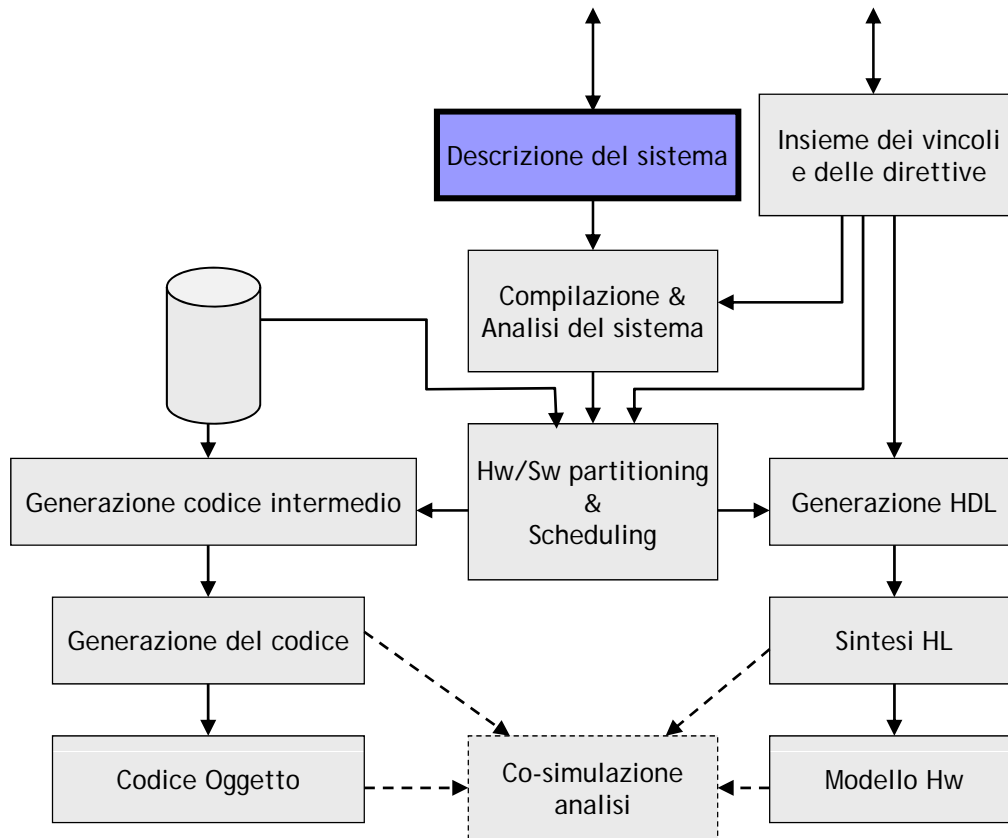 Descrizione del sistema
Insieme dei vincoli
e delle direttive
Compilazione &
Analisi del sistema
Generazione codice intermedio
Hw/Sw partitioning
&
Scheduling
Generazione HDL
Generazione del codice
Sintesi HL
Codice Oggetto
Co-simulazione
analisi
Modello Hw